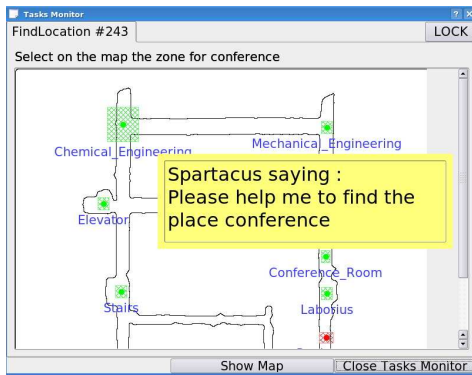 Tasks Monitor
FindLocation #243
LOCK
Select on the map the zone for conference
Chemical_Engineering
Mechanical_Engineering
Spartacus saying :
Please help me to find the
place conference
Elevator
Conference_Room
Stairs
Laborius
Show Map
Close Tasks Monitor